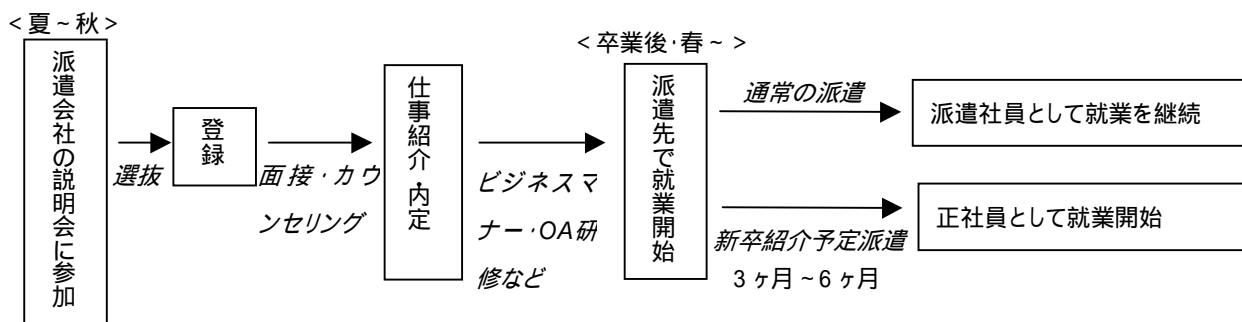 <夏~秋>
派遣会社の説明会に参加
選抜
登録
面接・カウ
ンセリング
仕事紹介・内定
ビジネスマ
ナー・OA研
修など
<卒業後・春~>
派遣先で就業開始
通常の派遣
派遣社員として就業を継続
新卒紹介予定派遣
3ヶ月~6ヶ月
正社員として就業開始